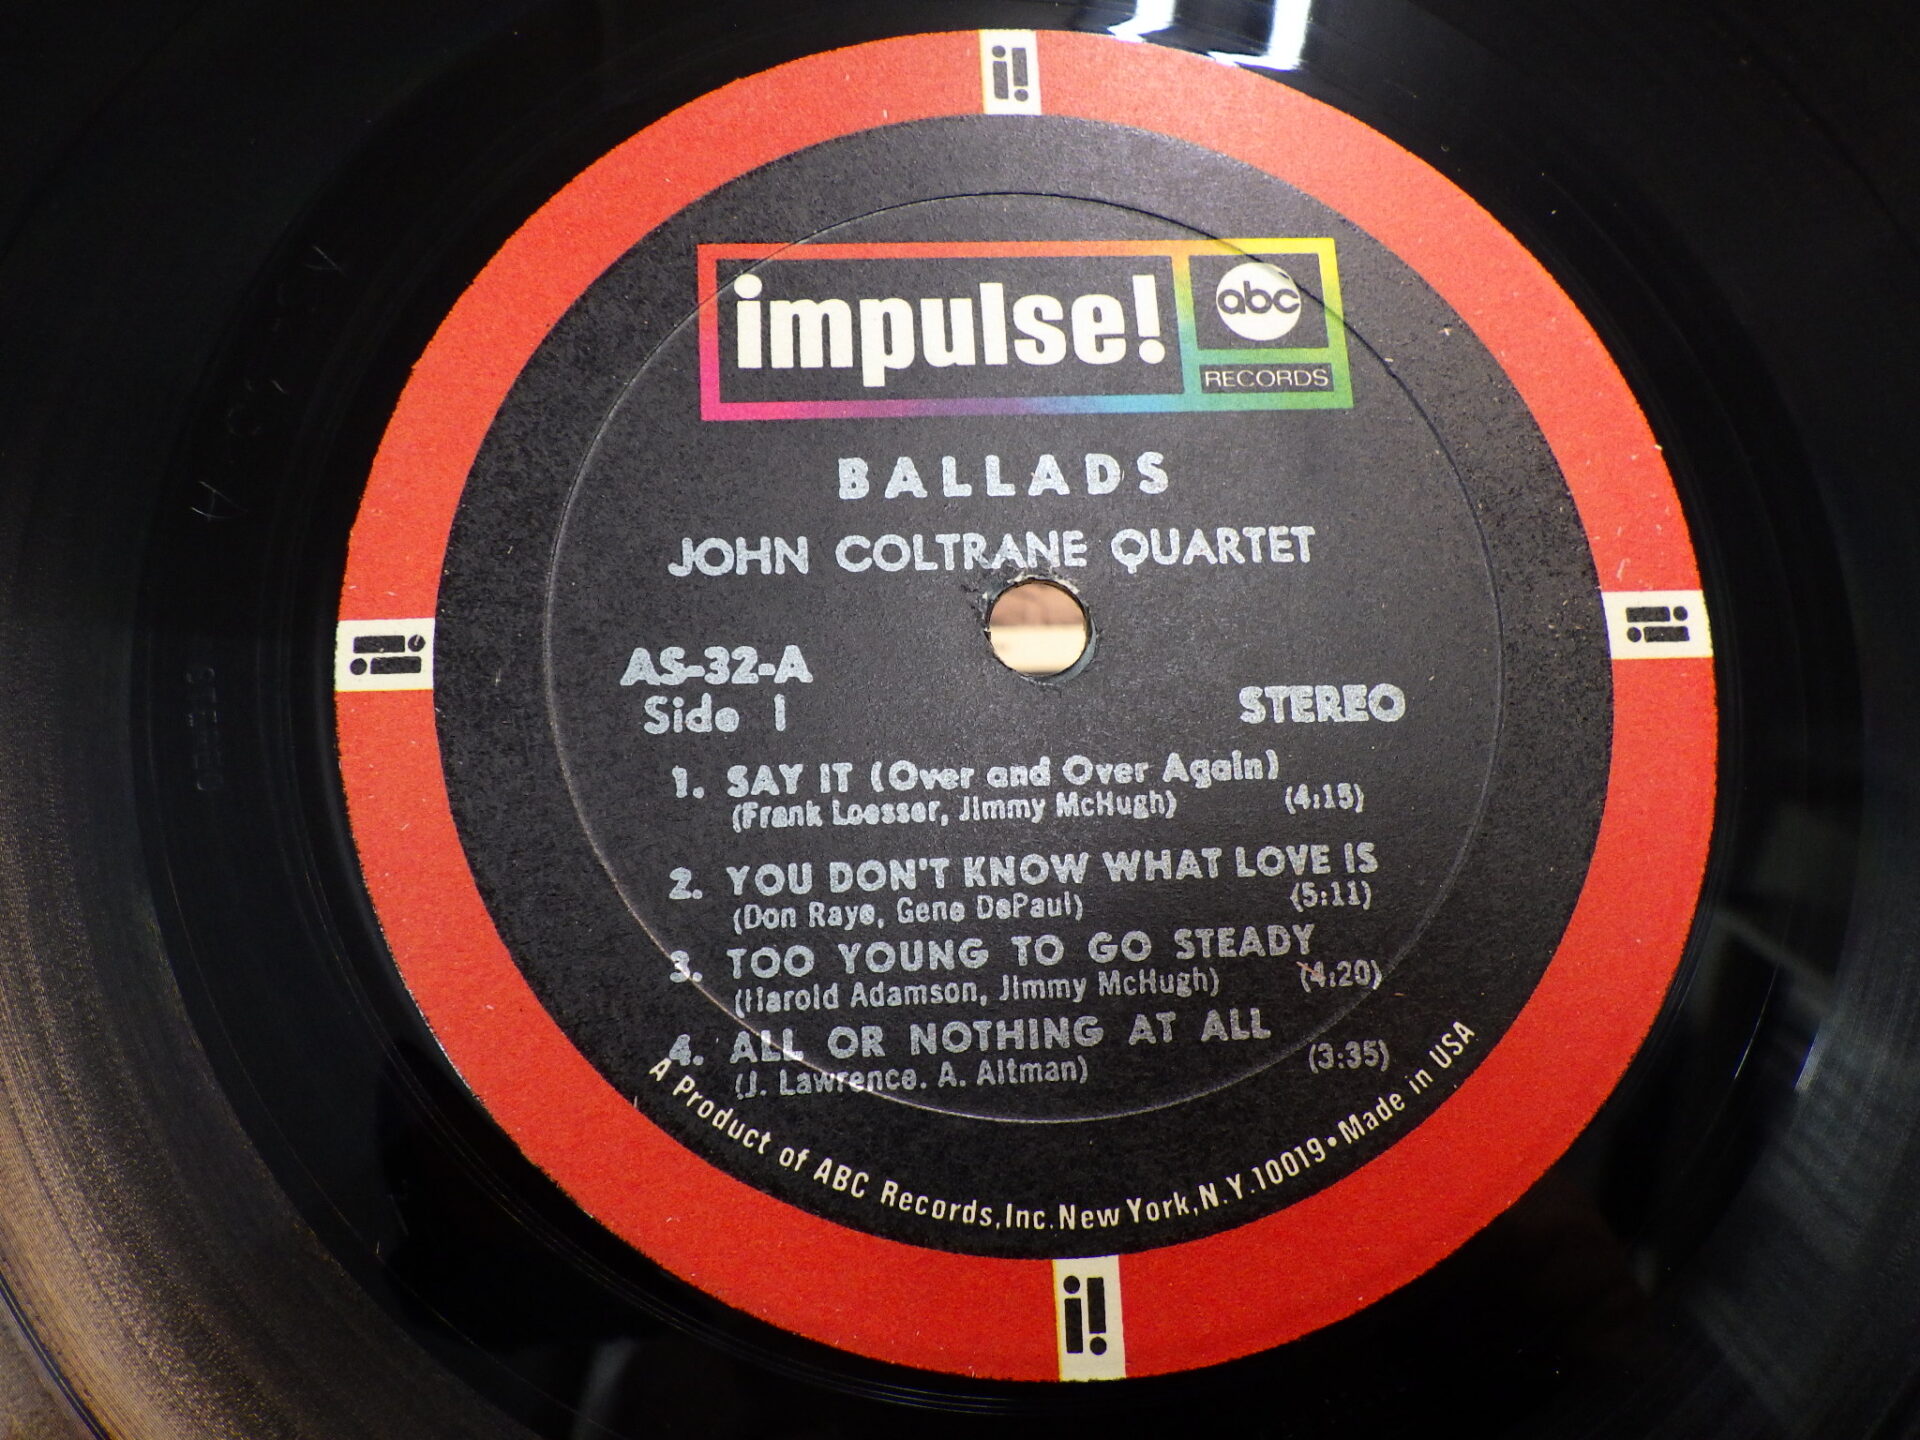 i!
impulse!
abc
RECORDS
BALLADS
JOHN COLTRANE QUARTET
AS-32-A
Side 1
STEREO
1. SAY IT (Over and Over Again)
(Frank Loesser, Jimmy McHugh) (4:15)
2. YOU DON'T KNOW WHAT LOVE IS
(Don Raye, Gene DePaul) (5:11)
3. TOO YOUNG TO GO STEADY
(Harold Adamson, Jimmy McHugh) (4:20)
4. ALL OR NOTHING AT ALL
(J. Lawrence. A. Altman) (3:35)
A Product of ABC Records, Inc. New York, N.Y. 10019 • Made in USA
i!
i!
i!